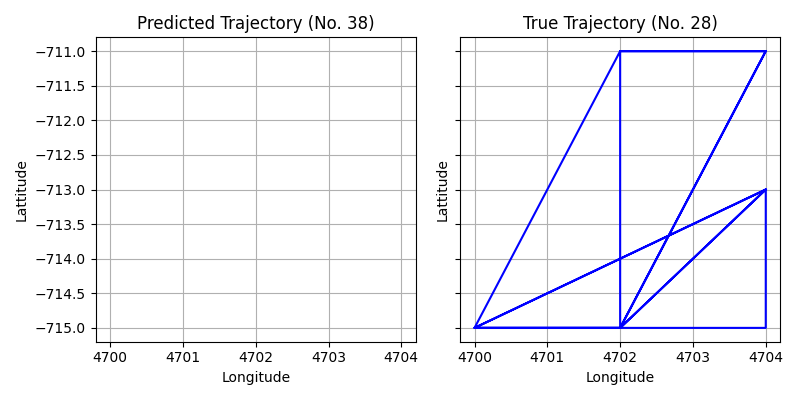 Predicted Trajectory (No. 38)
True Trajectory (No. 28)
−711.0
−711.5
−712.0
−712.5
−713.0
−713.5
−714.0
−714.5
−715.0
Lattitude
Lattitude
4700 4701 4702 4703 4704
4700 4701 4702 4703 4704
Longitude
Longitude